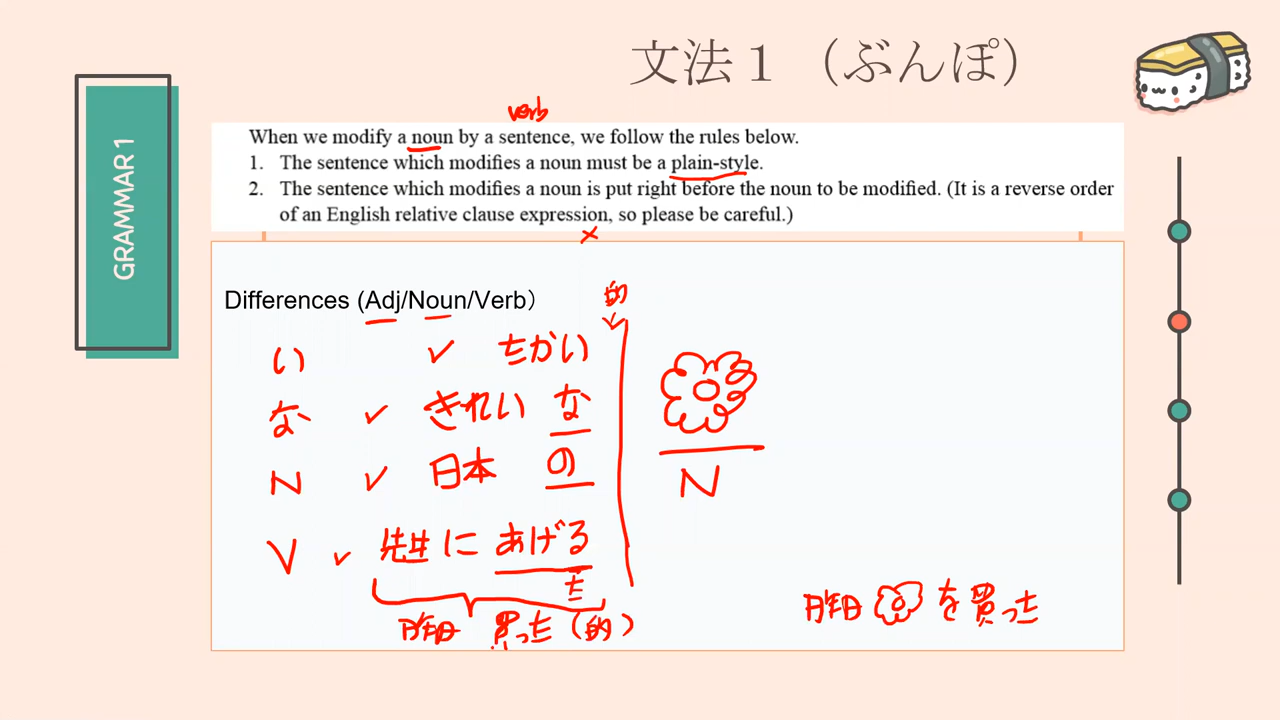 文法１（ぶんぽ）
GRAMMAR 1
verb
When we modify a noun by a sentence, we follow the rules below.
1. The sentence which modifies a noun must be a plain-style.
2. The sentence which modifies a noun is put right before the noun to be modified. (It is a reverse order
of an English relative clause expression, so please be careful.)
Differences (Adj/Noun/Verb）
的
い ちかい
な きれい な
N 日本 の
N
V 先生 に あげる
た
昨日 買った (的)
昨日 を買った